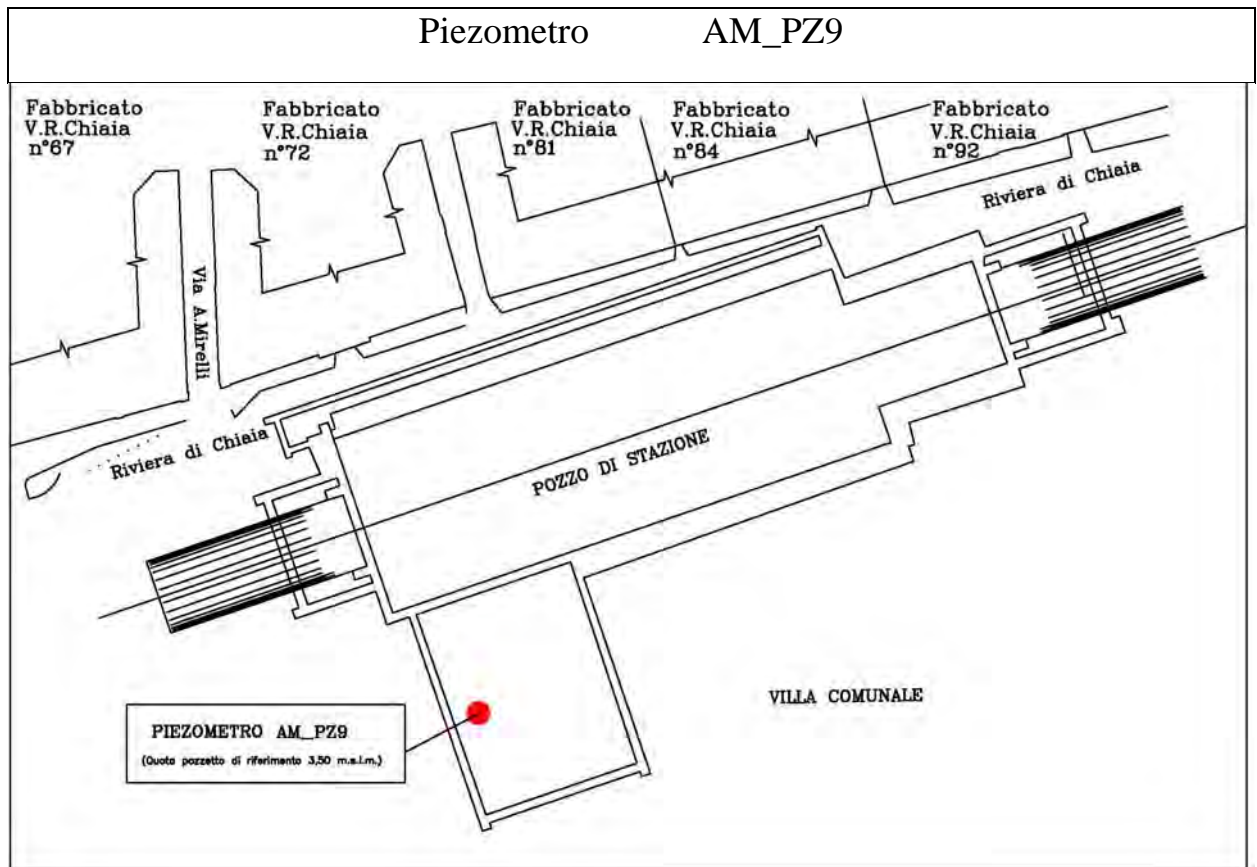 Piezometro AM_PZ9
Fabbricato
V.R.Chiaia
n°67
Fabbricato
V.R.Chiaia
n°72
Fabbricato
V.R.Chiaia
n°81
Fabbricato
V.R.Chiaia
n°84
Fabbricato
V.R.Chiaia
n°92
Riviera di Chiaia
Via A.Mirelli
Riviera di Chiaia
POZZO DI STAZIONE
VILLA COMUNALE
PIEZOMETRO AM_PZ9
(Quota pozzetto di riferimento 3,50 m.s.l.m.)